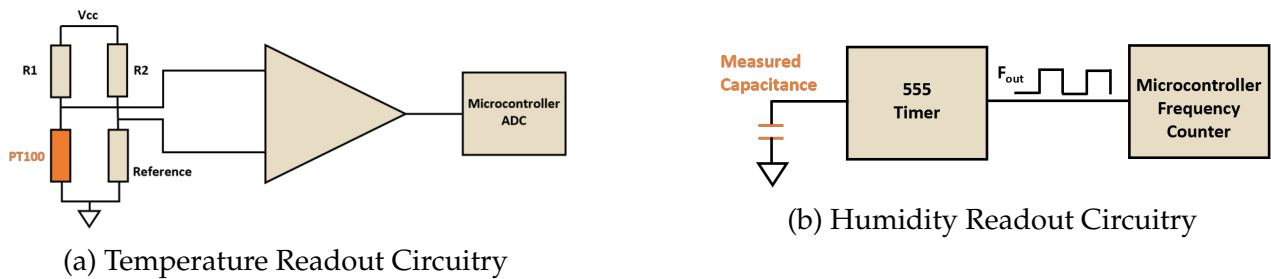 Vcc
R1
R2
PT100
Reference
Microcontroller
ADC
(a) Temperature Readout Circuitry
Measured
Capacitance
555
Timer
Fout
Microcontroller
Frequency
Counter
(b) Humidity Readout Circuitry